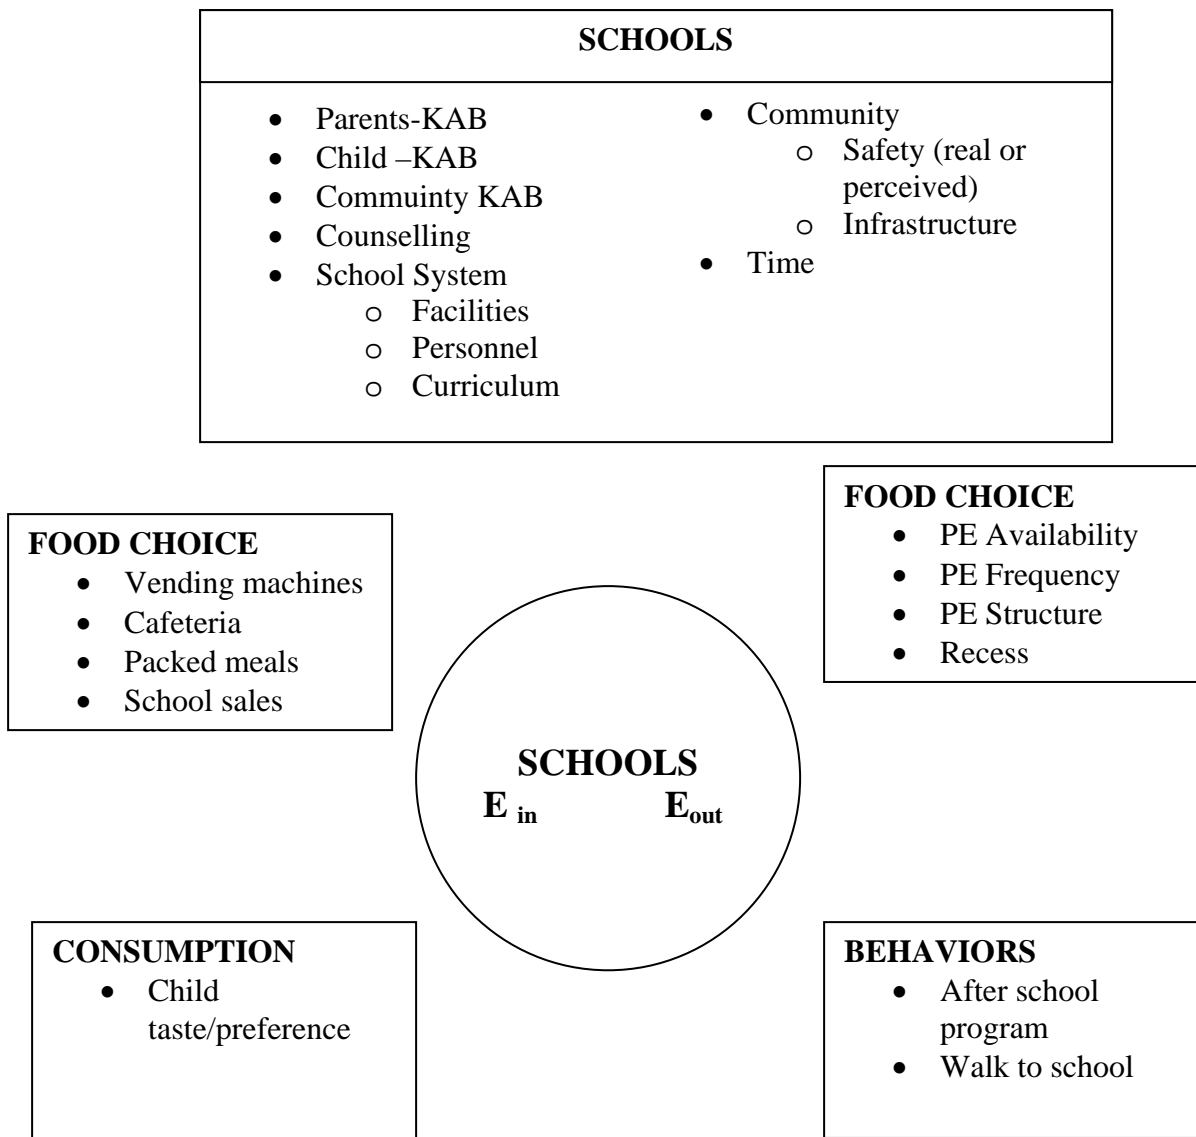 SCHOOLS
• Parents-KAB
• Child –KAB
• Commuinty KAB
• Counselling
• School System
o Facilities
o Personnel
o Curriculum
• Community
o Safety (real or
perceived)
o Infrastructure
• Time
FOOD CHOICE
• Vending machines
• Cafeteria
• Packed meals
• School sales
FOOD CHOICE
• PE Availability
• PE Frequency
• PE Structure
• Recess
SCHOOLS
E in E out
CONSUMPTION
• Child
taste/preference
BEHAVIORS
• After school
program
• Walk to school